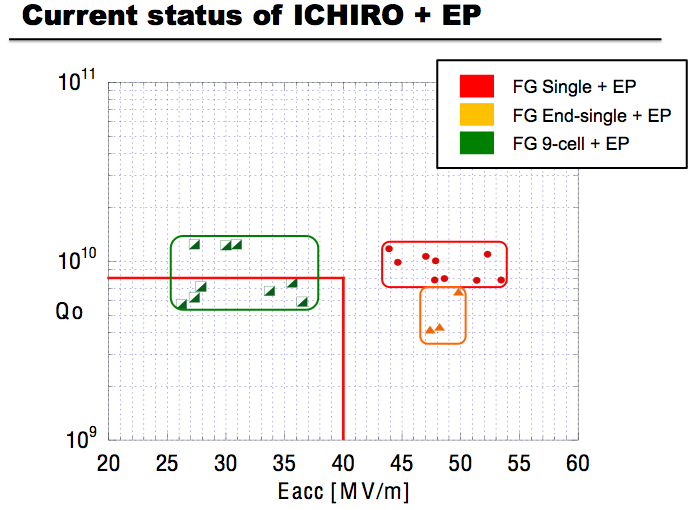 Current status of ICHIRO + EP
FG Single + EP
FG End-single + EP
FG 9-cell + EP
10^11
10^10
Qo
10^9
20 25 30 35 40 45 50 55 60
Eacc [MV/m]